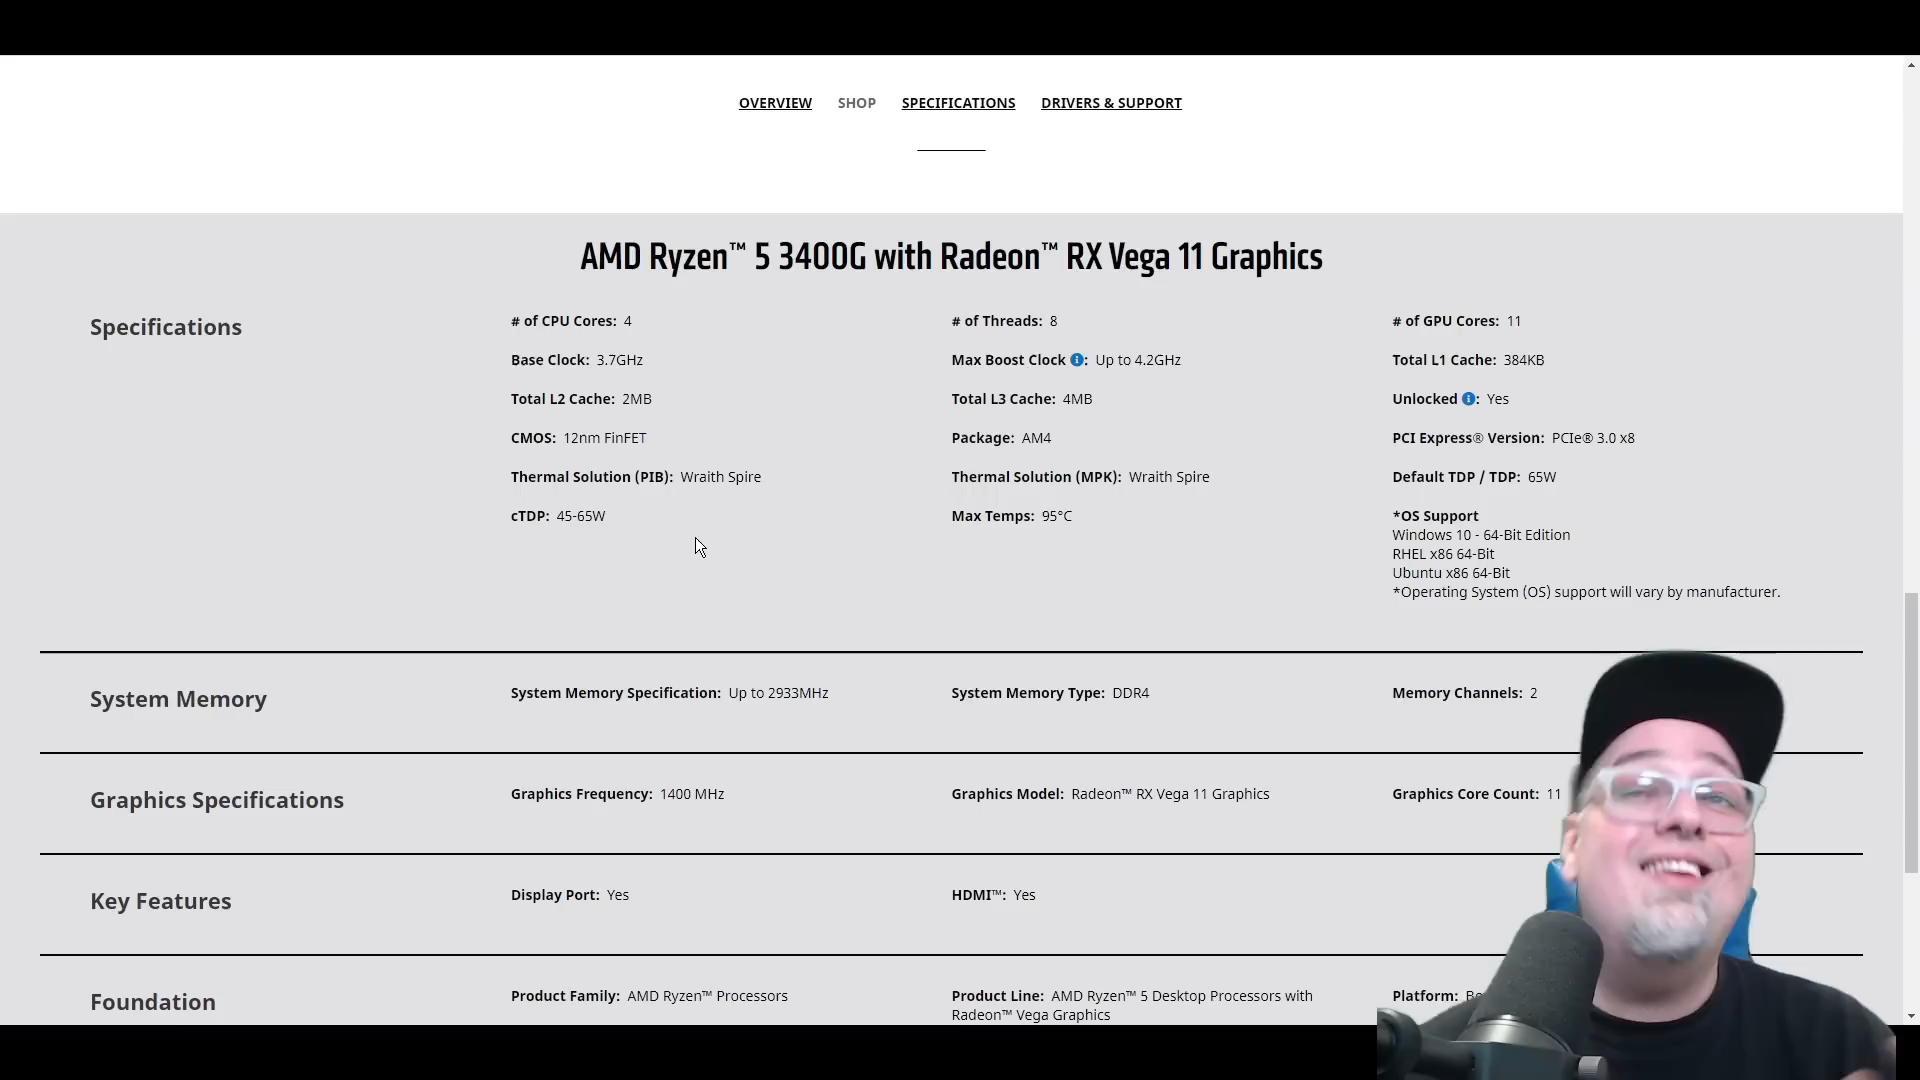 OVERVIEW SHOP SPECIFICATIONS DRIVERS & SUPPORT
AMD Ryzen™ 5 3400G with Radeon™ RX Vega 11 Graphics
Specifications
# of CPU Cores: 4
# of Threads: 8
# of GPU Cores: 11
Base Clock: 3.7GHz
Max Boost Clock : Up to 4.2GHz
Total L1 Cache: 384KB
Total L2 Cache: 2MB
Total L3 Cache: 4MB
Unlocked : Yes
CMOS: 12nm FinFET
Package: AM4
PCI Express® Version: PCIe® 3.0 x8
Thermal Solution (PIB): Wraith Spire
Thermal Solution (MPK): Wraith Spire
Default TDP / TDP: 65W
cTDP: 45-65W
Max Temps: 95°C
*OS Support
Windows 10 - 64-Bit Edition
RHEL x86 64-Bit
Ubuntu x86 64-Bit
*Operating System (OS) support will vary by manufacturer.
System Memory
System Memory Specification: Up to 2933MHz
System Memory Type: DDR4
Memory Channels: 2
Graphics Specifications
Graphics Frequency: 1400 MHz
Graphics Model: Radeon™ RX Vega 11 Graphics
Graphics Core Count: 11
Key Features
Display Port: Yes
HDMI™: Yes
Foundation
Product Family: AMD Ryzen™ Processors
Product Line: AMD Ryzen™ 5 Desktop Processors with
Radeon™ Vega Graphics
Platform: